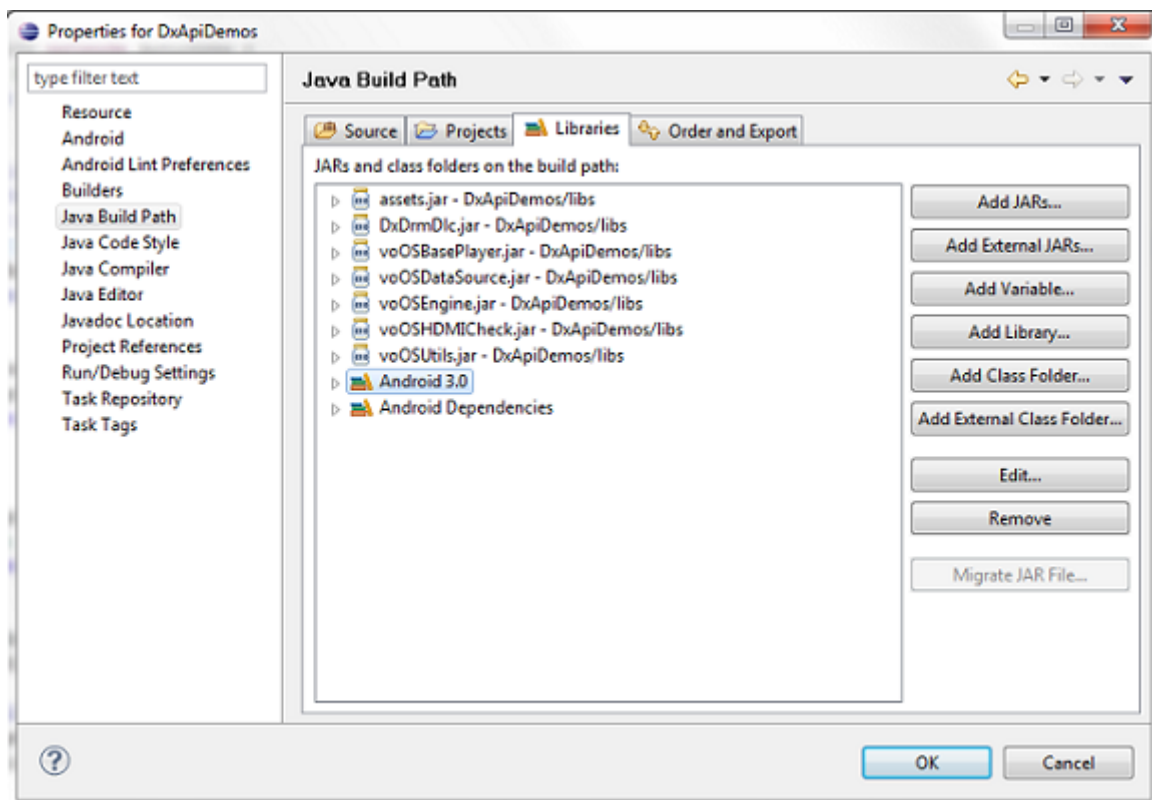 Properties for DxApiDemos
type filter text
Resource
Android
Android Lint Preferences
Builders
Java Build Path
Java Code Style
Java Compiler
Java Editor
Javadoc Location
Project References
Run/Debug Settings
Task Repository
Task Tags
Java Build Path
Source Projects Libraries Order and Export
JARs and class folders on the build path:
assets.jar - DxApiDemos/libs
DxDrmDlc.jar - DxApiDemos/libs
voOSBasePlayer.jar - DxApiDemos/libs
voOSDataSource.jar - DxApiDemos/libs
voOSEngine.jar - DxApiDemos/libs
voOSHDMICheck.jar - DxApiDemos/libs
voOSUtils.jar - DxApiDemos/libs
Android 3.0
Android Dependencies
Add JARs...
Add External JARs...
Add Variable...
Add Library...
Add Class Folder...
Add External Class Folder...
Edit...
Remove
Migrate JAR File...
OK Cancel